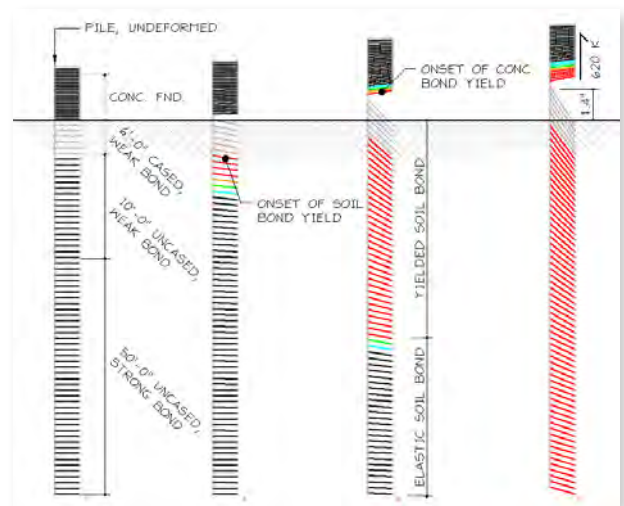 PILE, UNDEFORMED
CONC. FND.
6'-0" CASED,
WEAK BOND
10'-0" UNCASED,
WEAK BOND
50'-0" UNCASED,
STRONG BOND
ONSET OF SOIL
BOND YIELD
ONSET OF CONC
BOND YIELD
YIELDED SOIL BOND
ELASTIC SOIL BOND
620 K
1.4"